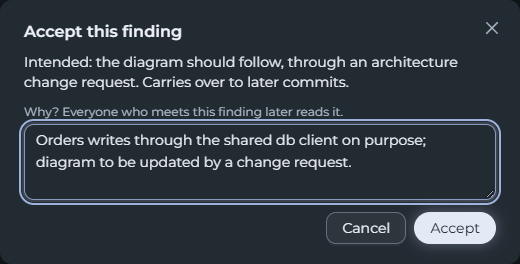 Accept this finding
Intended: the diagram should follow, through an architecture
change request. Carries over to later commits.
Why? Everyone who meets this finding later reads it.
Orders writes through the shared db client on purpose;
diagram to be updated by a change request.
Cancel
Accept